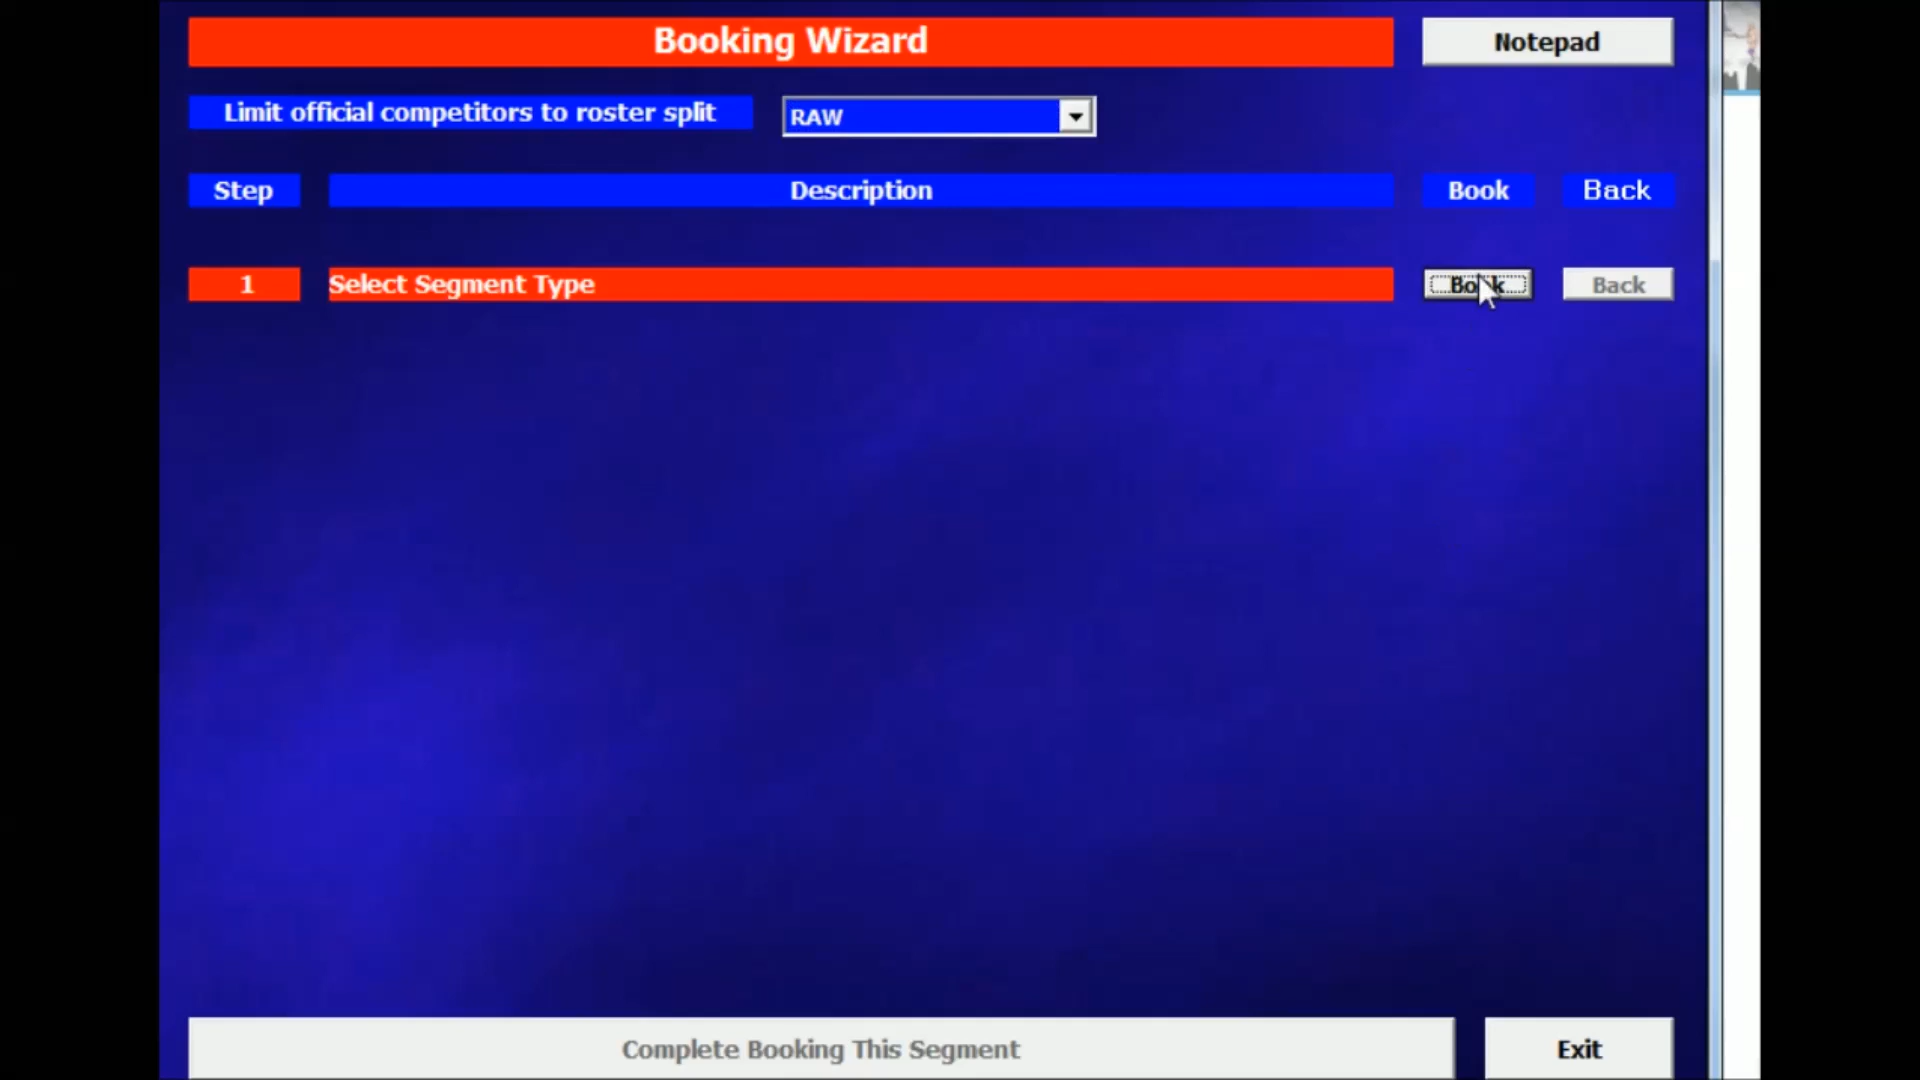 Booking Wizard
Notepad
Limit official competitors to roster split
RAW
Step
Description
Book
Back
1
Select Segment Type
Book
Back
Complete Booking This Segment
Exit